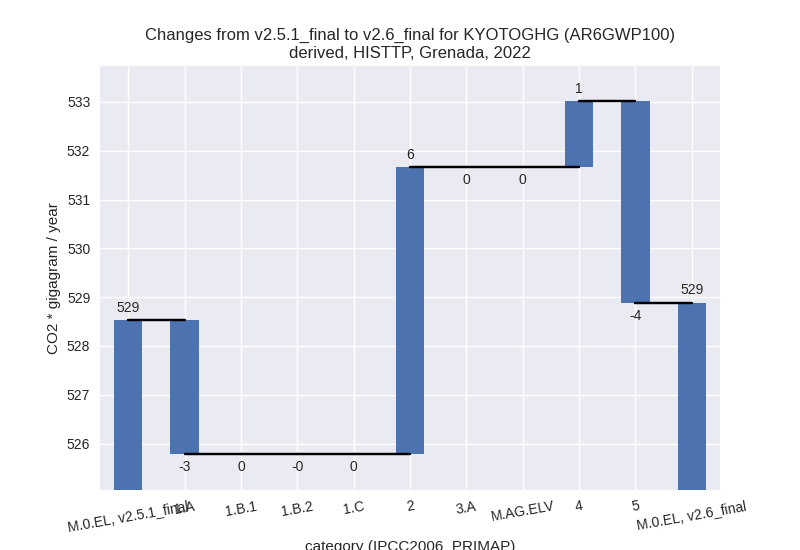 Changes from v2.5.1_final to v2.6_final for KYOTOGHG (AR6GWP100)
derived, HISTTP, Grenada, 2022
CO2 * gigagram / year
533
532
531
530
529
528
527
526
529
-3
0
-0
0
6
0
0
1
-4
529
M.0.EL, v2.5.1_final
1.A
1.B.1
1.B.2
1.C
2
3.A
M.AG.ELV
4
5
M.0.EL, v2.6_final
category (IPCC2006_PRIMAP)